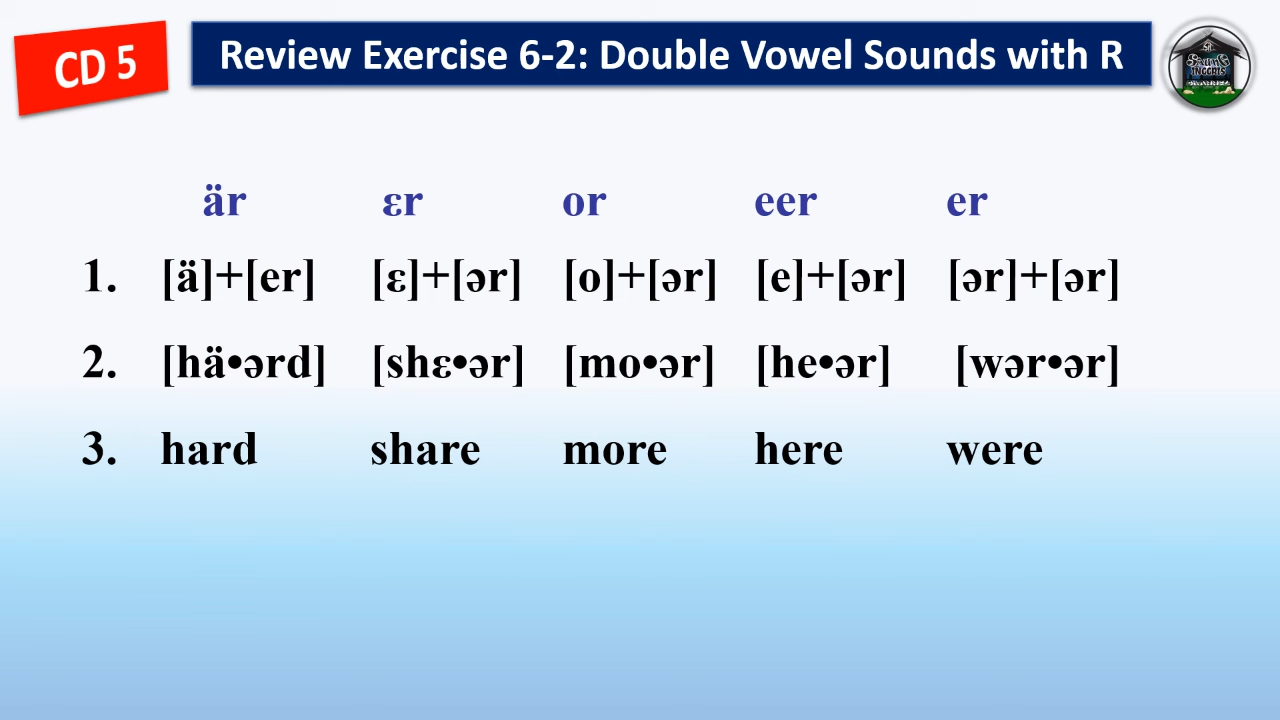 CD 5
Review Exercise 6-2: Double Vowel Sounds with R
är εr or eer er
1. [ä]+[er] [ε]+[ər] [o]+[ər] [e]+[ər] [ər]+[ər]
2. [hä•ərd] [shε•ər] [mo•ər] [he•ər] [wər•ər]
3. hard share more here were